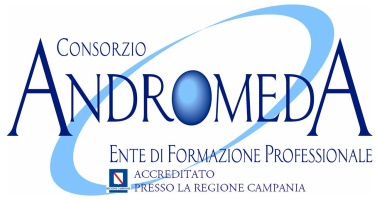 CONSORZIO
ANDROMEDA
ENTE DI FORMAZIONE PROFESSIONALE
ACCREDITATO
PRESSO LA REGIONE CAMPANIA